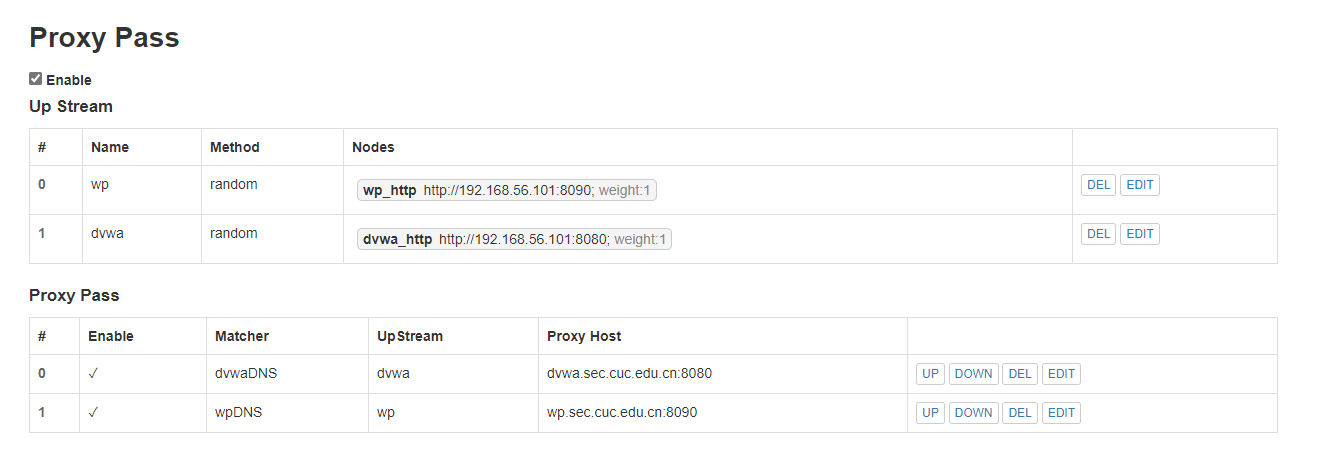 Proxy Pass
Enable
Up Stream
# Name Method Nodes
0 wp random wp_http http://192.168.56.101:8090; weight:1 DEL EDIT
1 dvwa random dvwa_http http://192.168.56.101:8080; weight:1 DEL EDIT
Proxy Pass
# Enable Matcher UpStream Proxy Host
0 ✓ dvwaDNS dvwa dvwa.sec.cuc.edu.cn:8080 UP DOWN DEL EDIT
1 ✓ wpDNS wp wp.sec.cuc.edu.cn:8090 UP DOWN DEL EDIT